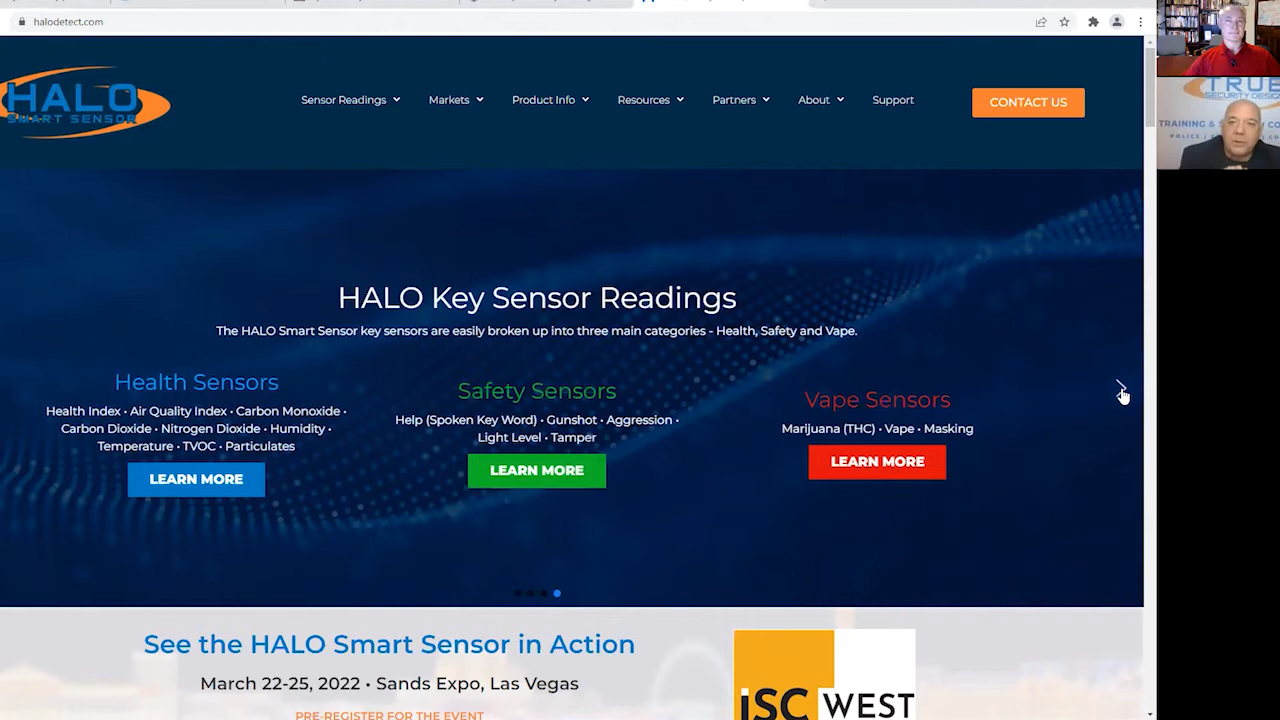 halodetect.com
HALO
SMART SENSOR
Sensor Readings
Markets
Product Info
Resources
Partners
About
Support
CONTACT US
TRUE
SECURITY DESIG
TRAINING & S
CO
HALO Key Sensor Readings
The HALO Smart Sensor key sensors are easily broken up into three main categories - Health, Safety and Vape.
Health Sensors
Health Index • Air Quality Index • Carbon Monoxide •
Carbon Dioxide • Nitrogen Dioxide • Humidity •
Temperature • TVOC • Particulates
LEARN MORE
Safety Sensors
Help (Spoken Key Word) • Gunshot • Aggression •
Light Level • Tamper
LEARN MORE
Vape Sensors
Marijuana (THC) • Vape • Masking
LEARN MORE
See the HALO Smart Sensor in Action
March 22-25, 2022 • Sands Expo, Las Vegas
PRE-REGISTER FOR THE EVENT
iSC WEST